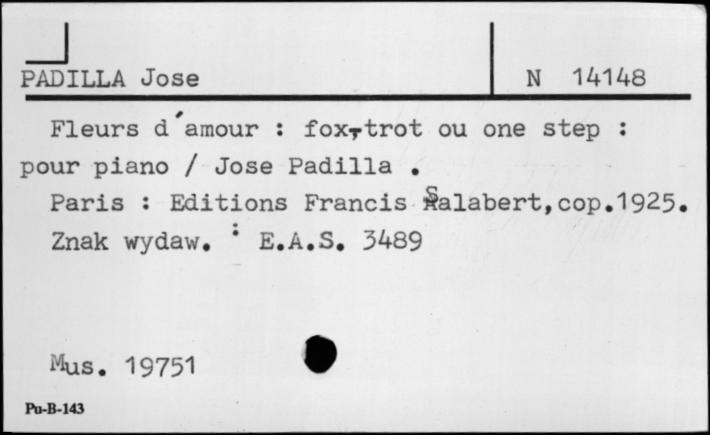 PADILLA Jose N 14148
Fleurs d´amour : fox-trot ou one step :
pour piano / Jose Padilla .
Paris : Editions Francis Salabert,cop.1925.
Znak wydaw. : E.A.S. 3489
Mus. 19751
Pu-B-143